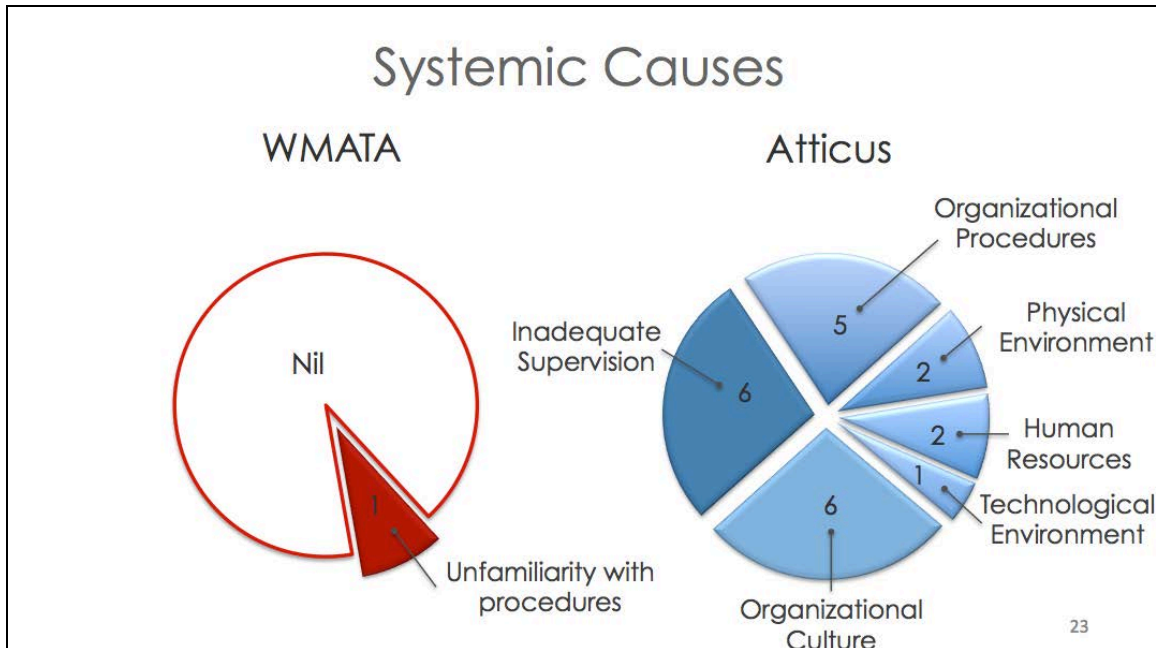 Systemic Causes
WMATA
Nil
1
Unfamiliarity with
procedures
Atticus
Organizational
Procedures
5
Physical
Environment
2
Human
Resources
2
Technological
Environment
1
Organizational
Culture
6
Inadequate
Supervision
6
23